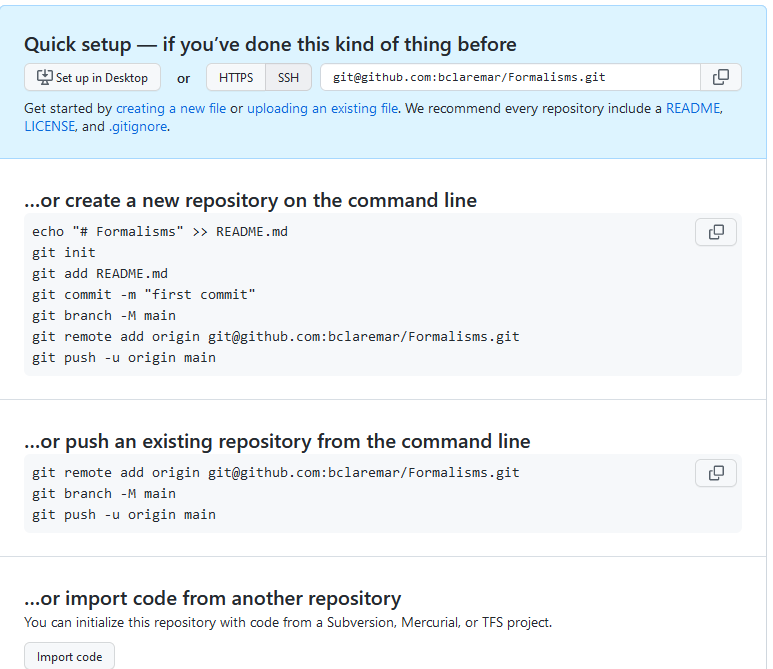 Quick setup — if you’ve done this kind of thing before
Set up in Desktop or HTTPS SSH git@github.com:bclaremar/Formalisms.git
Get started by creating a new file or uploading an existing file. We recommend every repository include a README,
LICENSE, and .gitignore.
…or create a new repository on the command line
echo "# Formalisms" >> README.md
git init
git add README.md
git commit -m "first commit"
git branch -M main
git remote add origin git@github.com:bclaremar/Formalisms.git
git push -u origin main
…or push an existing repository from the command line
git remote add origin git@github.com:bclaremar/Formalisms.git
git branch -M main
git push -u origin main
…or import code from another repository
You can initialize this repository with code from a Subversion, Mercurial, or TFS project.
Import code